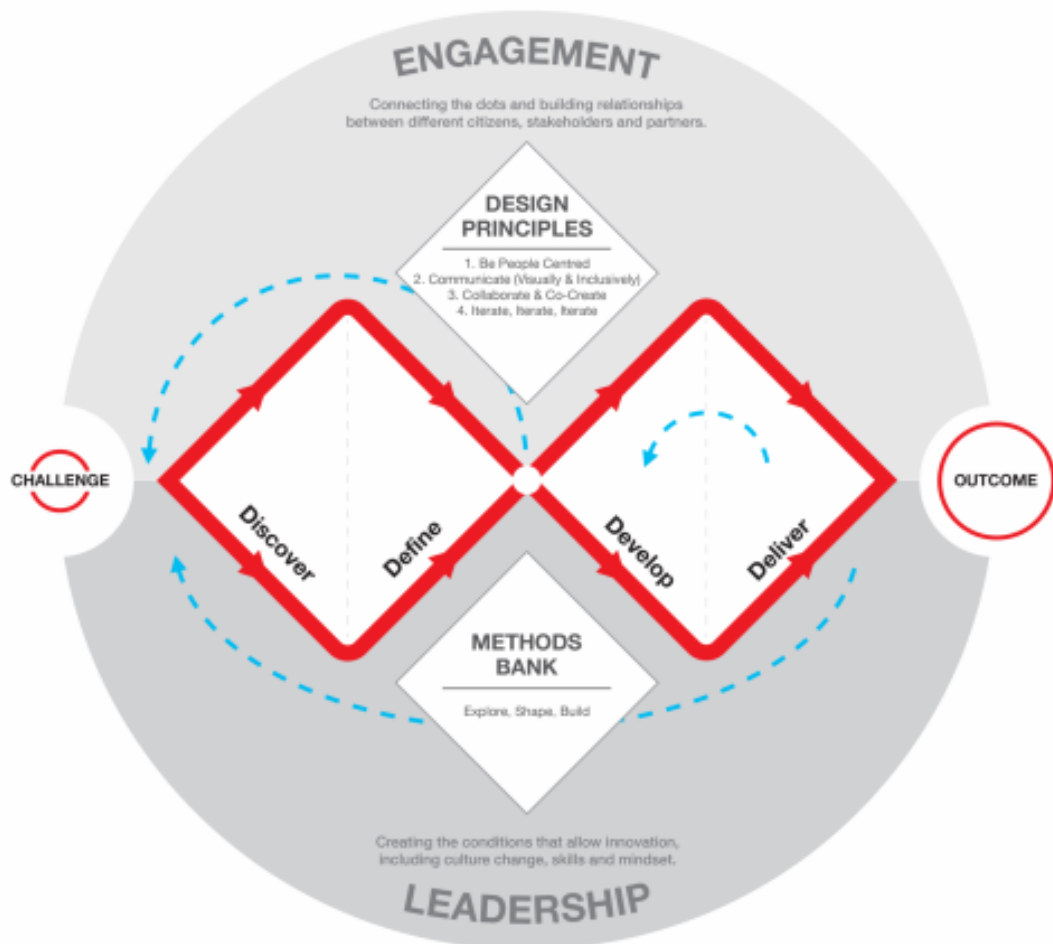 ENGAGEMENT
Connecting the dots and building relationships
between different citizens, stakeholders and partners.
DESIGN
PRINCIPLES
1. Be People Centred
2. Communicate (Visually & Inclusively)
3. Collaborate & Co-Create
4. Iterate, Iterate, Iterate
CHALLENGE
OUTCOME
Discover
Define
Develop
Deliver
METHODS
BANK
Explore, Shape, Build
Creating the conditions that allow innovation,
including culture change, skills and mindset.
LEADERSHIP